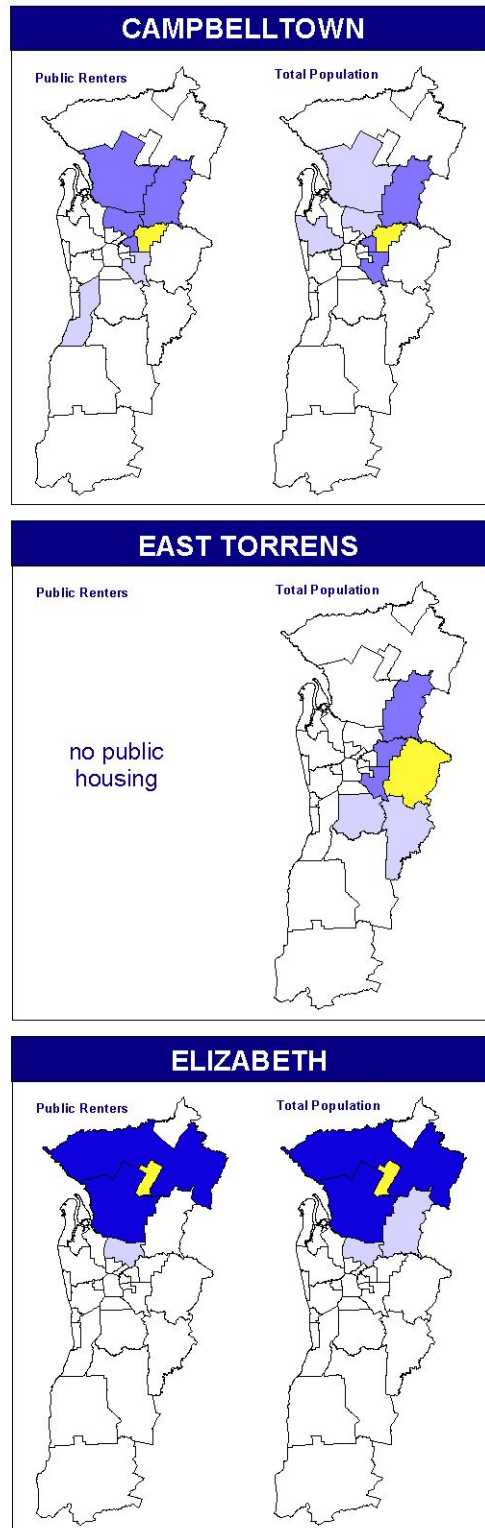 CAMPBELLTOWN
Public Renters
Total Population
EAST TORRENS
Public Renters
Total Population
no public
housing
ELIZABETH
Public Renters
Total Population